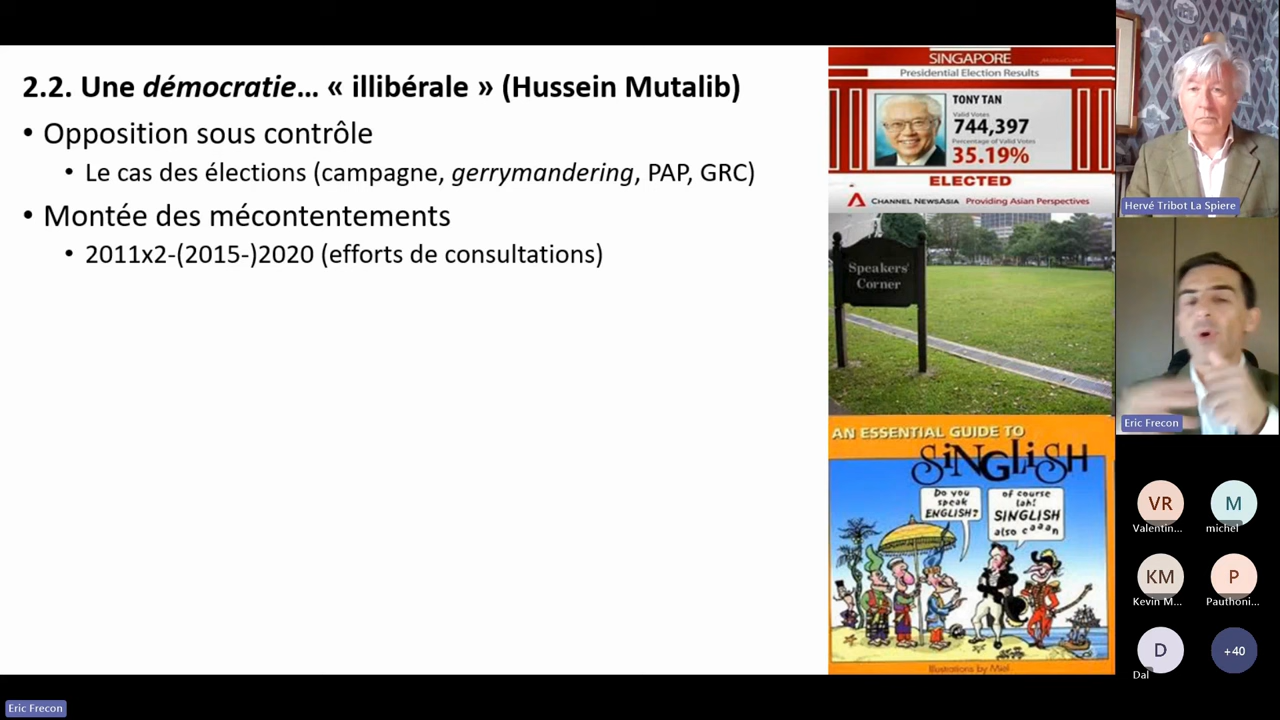 2.2. Une démocratie… « illibérale » (Hussein Mutalib)
• Opposition sous contrôle
• Le cas des élections (campagne, gerrymandering, PAP, GRC)
• Montée des mécontentements
• 2011x2-(2015-)2020 (efforts de consultations)
SINGAPORE
Presidential Election Results
TONY TAN
Valid Votes
744,397
Percentage of Valid Votes
35.19%
ELECTED
CHANNEL NEWSASIA Providing Asian Perspectives
Speakers'
Corner
AN ESSENTIAL GUIDE TO
SiNGLiSH
Do you
speak
ENGLISH?
of course
lah!
SINGLISH
also caaan
Illustrations by Miel
Hervé Tribot La Spiere
Eric Frecon
VR
Valentin...
M
michel
KM
Kevin M...
P
Pauthoni...
D
Dal
+40
Eric Frecon